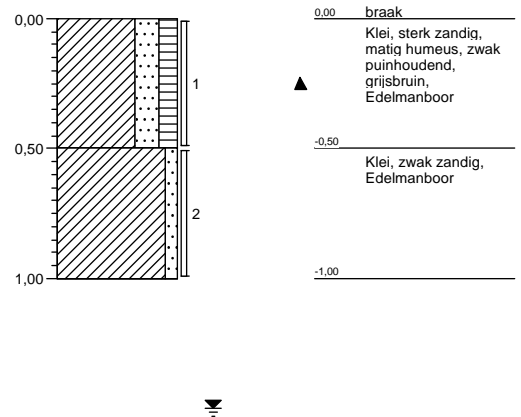 0,00
0,50
1,00
1
2
0,00
braak
Klei, sterk zandig,
matig humeus, zwak
puinhoudend,
grijsbruin,
Edelmanboor
-0,50
Klei, zwak zandig,
Edelmanboor
-1,00